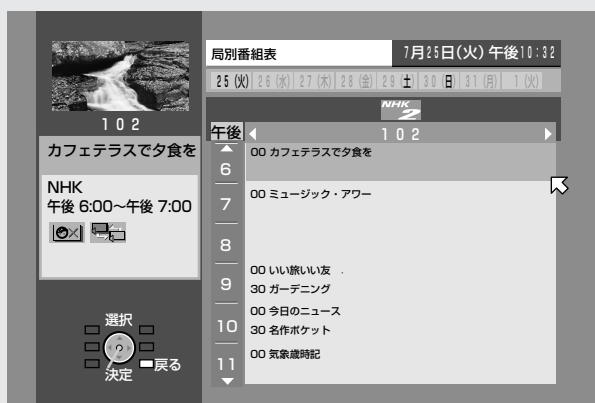 局別番組表
7月25日(火) 午後10:32
25(火) 26(水) 27(木) 28(金) 29 土 30 日 31(月) 1(火)
NHK
2
102
午後 102
カフェテラスで夕食を
NHK
午後 6:00~午後 7:00
6 00 カフェテラスで夕食を
7 00 ミュージック・アワー
8
9 00 いい旅いい友
30 ガーデニング
10 00 今日のニュース
30 名作ポケット
11 00 気象歳時記
選択
戻る
決定